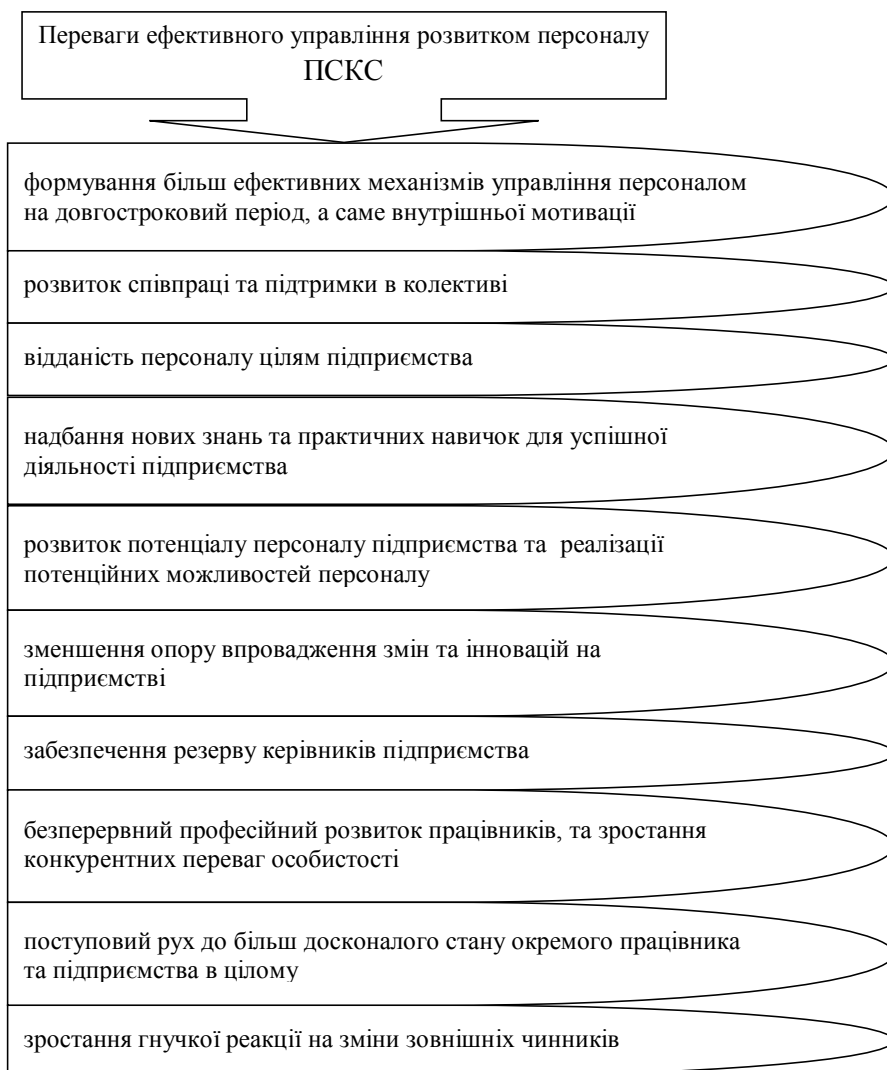 Переваги ефективного управління розвитком персоналу
ПСКС
формування більш ефективних механізмів управління персоналом
на довгостроковий період, а саме внутрішньої мотивації
розвиток співпраці та підтримки в колективі
відданість персоналу цілям підприємства
надбання нових знань та практичних навичок для успішної
діяльності підприємства
розвиток потенціалу персоналу підприємства та реалізації
потенційних можливостей персоналу
зменшення опору впровадження змін та інновацій на
підприємстві
забезпечення резерву керівників підприємства
безперервний професійний розвиток працівників, та зростання
конкурентних переваг особистості
поступовий рух до більш досконалого стану окремого працівника
та підприємства в цілому
зростання гнучкої реакції на зміни зовнішніх чинників